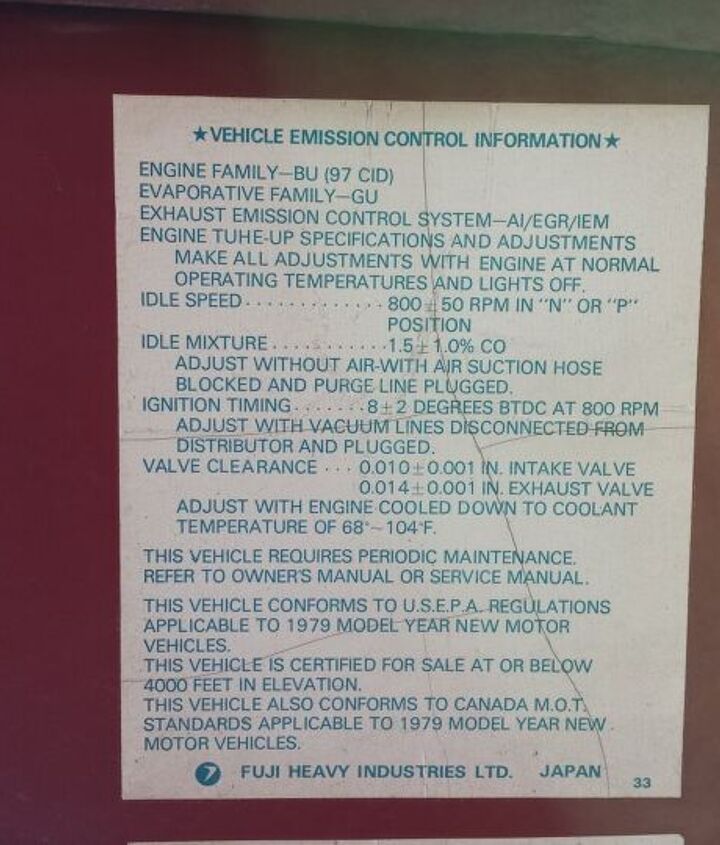 ★VEHICLE EMISSION CONTROL INFORMATION★
ENGINE FAMILY—BU (97 CID)
EVAPORATIVE FAMILY—GU
EXHAUST EMISSION CONTROL SYSTEM—AI/EGR/IEM
ENGINE TUHE-UP SPECIFICATIONS AND ADJUSTMENTS
MAKE ALL ADJUSTMENTS WITH ENGINE AT NORMAL
OPERATING TEMPERATURES AND LIGHTS OFF.
IDLE SPEED............. 800±50 RPM IN "N" OR "P"
POSITION
IDLE MIXTURE...........1.5±1.0% CO
ADJUST WITHOUT AIR-WITH AIR SUCTION HOSE
BLOCKED AND PURGE LINE PLUGGED.
IGNITION TIMING.......8±2 DEGREES BTDC AT 800 RPM
ADJUST WITH VACUUM LINES DISCONNECTED FROM
DISTRIBUTOR AND PLUGGED.
VALVE CLEARANCE ... 0.010±0.001 IN. INTAKE VALVE
0.014±0.001 IN. EXHAUST VALVE
ADJUST WITH ENGINE COOLED DOWN TO COOLANT
TEMPERATURE OF 68°~104°F.
THIS VEHICLE REQUIRES PERIODIC MAINTENANCE.
REFER TO OWNER'S MANUAL OR SERVICE MANUAL.
THIS VEHICLE CONFORMS TO U.S.E.P.A. REGULATIONS
APPLICABLE TO 1979 MODEL YEAR NEW MOTOR
VEHICLES.
THIS VEHICLE IS CERTIFIED FOR SALE AT OR BELOW
4000 FEET IN ELEVATION.
THIS VEHICLE ALSO CONFORMS TO CANADA M.O.T.
STANDARDS APPLICABLE TO 1979 MODEL YEAR NEW
MOTOR VEHICLES.
FUJI HEAVY INDUSTRIES LTD. JAPAN
33